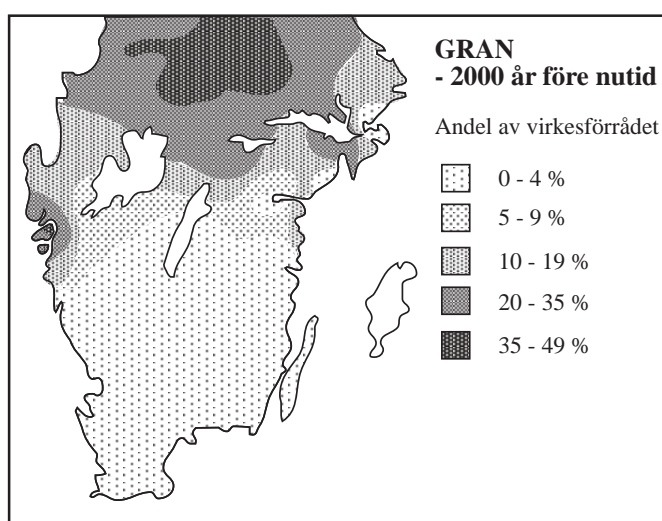 GRAN
- 2000 år före nutid
Andel av virkesförrådet
0 - 4 %
5 - 9 %
10 - 19 %
20 - 35 %
35 - 49 %